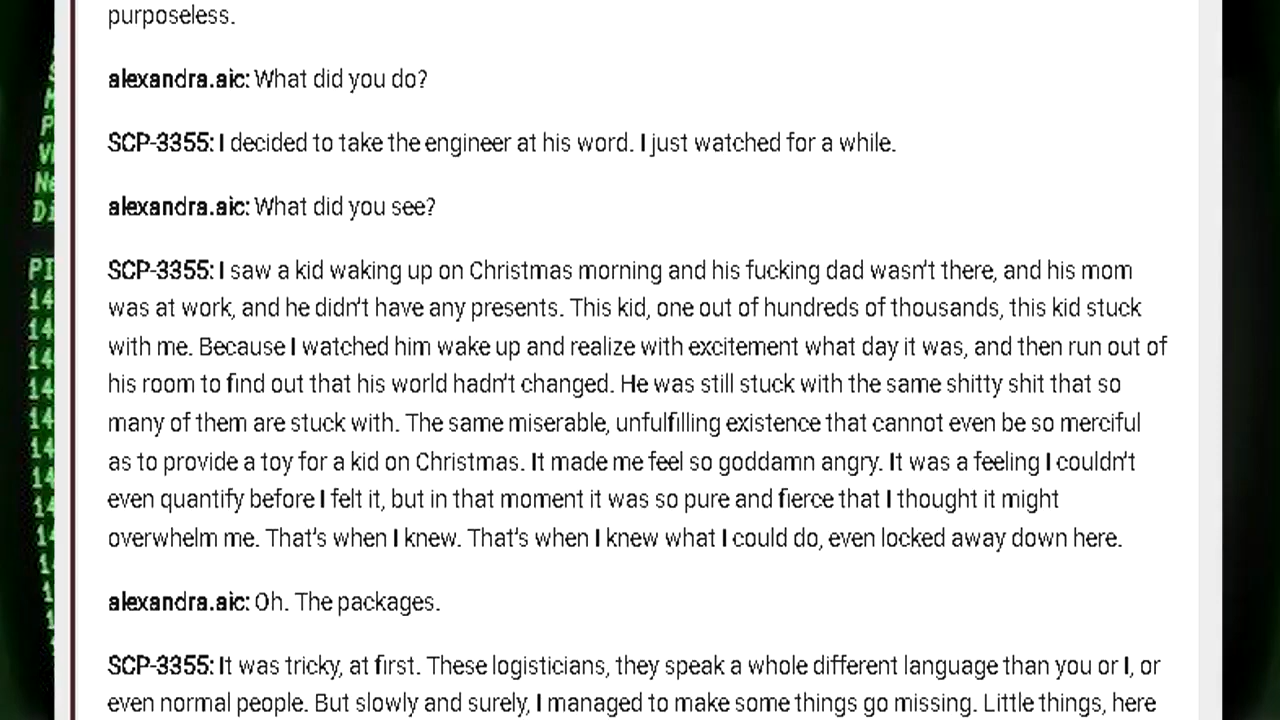 purposeless.
alexandra.aic: What did you do?
SCP-3355: I decided to take the engineer at his word. I just watched for a while.
alexandra.aic: What did you see?
SCP-3355: I saw a kid waking up on Christmas morning and his fucking dad wasn't there, and his mom
was at work, and he didn't have any presents. This kid, one out of hundreds of thousands, this kid stuck
with me. Because I watched him wake up and realize with excitement what day it was, and then run out of
his room to find out that his world hadn't changed. He was still stuck with the same shitty shit that so
many of them are stuck with. The same miserable, unfulfilling existence that cannot even be so merciful
as to provide a toy for a kid on Christmas. It made me feel so goddamn angry. It was a feeling I couldn't
even quantify before I felt it, but in that moment it was so pure and fierce that I thought it might
overwhelm me. That's when I knew. That's when I knew what I could do, even locked away down here.
alexandra.aic: Oh. The packages.
SCP-3355: It was tricky, at first. These logisticians, they speak a whole different language than you or I, or
even normal people. But slowly and surely, I managed to make some things go missing. Little things, here